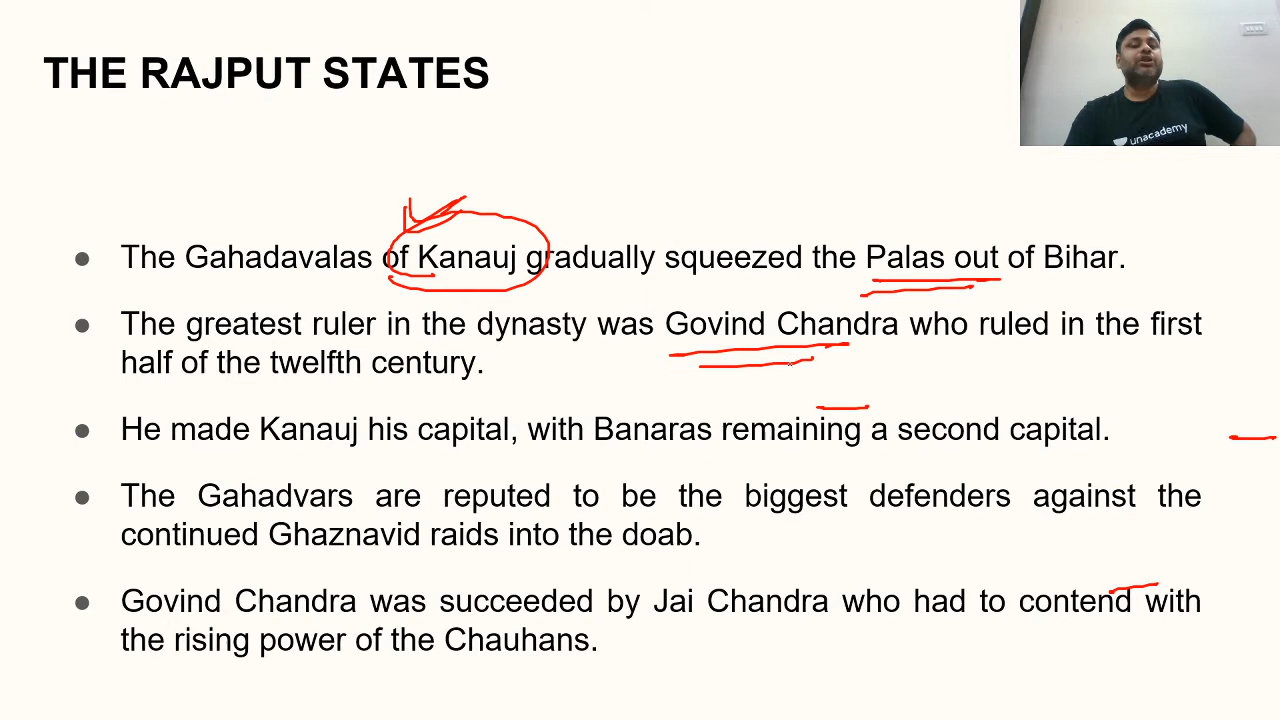 THE RAJPUT STATES
unacademy
● The Gahadavalas of Kanauj gradually squeezed the Palas out of Bihar.
● The greatest ruler in the dynasty was Govind Chandra who ruled in the first
half of the twelfth century.
● He made Kanauj his capital, with Banaras remaining a second capital.
● The Gahadvars are reputed to be the biggest defenders against the
continued Ghaznavid raids into the doab.
● Govind Chandra was succeeded by Jai Chandra who had to contend with
the rising power of the Chauhans.